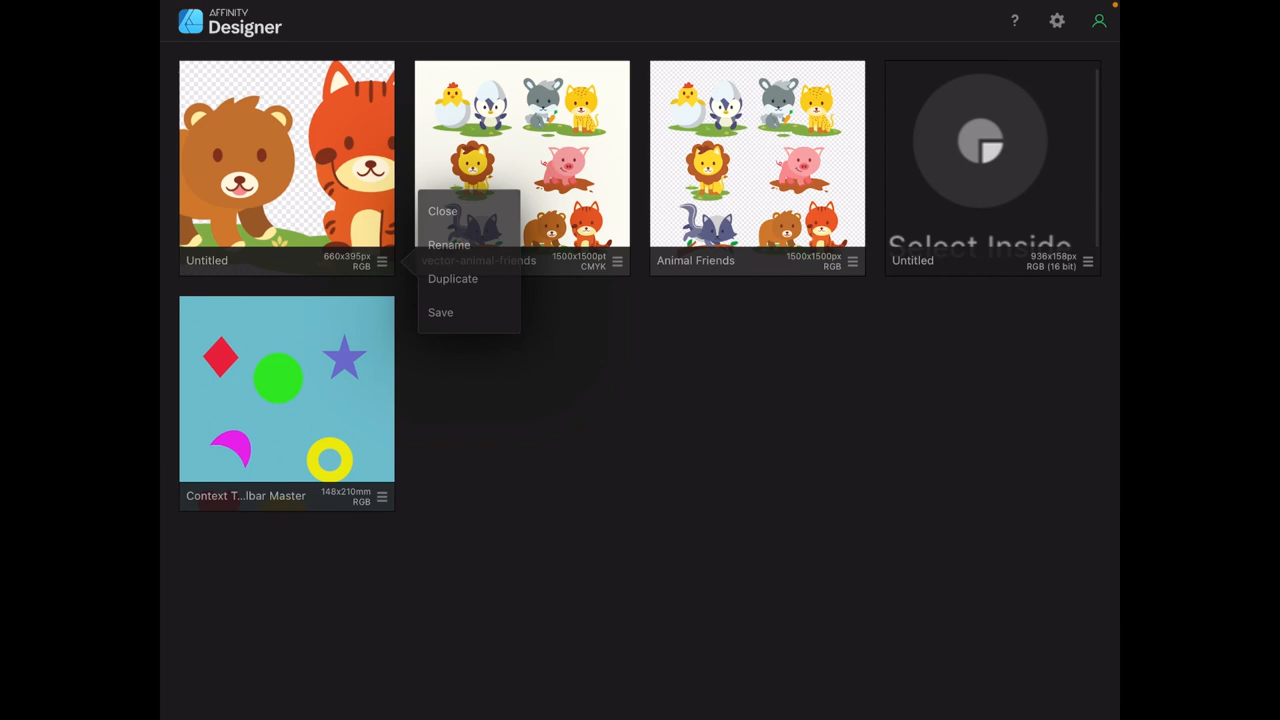 AFFINITY
Designer
?
Untitled
660x395px
RGB
Close
Rename
vector-animal-friends
1500x1500pt
CMYK
Duplicate
Save
Animal Friends
1500x1500px
RGB
Select Inside
Untitled
936x158px
RGB (16 bit)
Context T...lbar Master
148x210mm
RGB